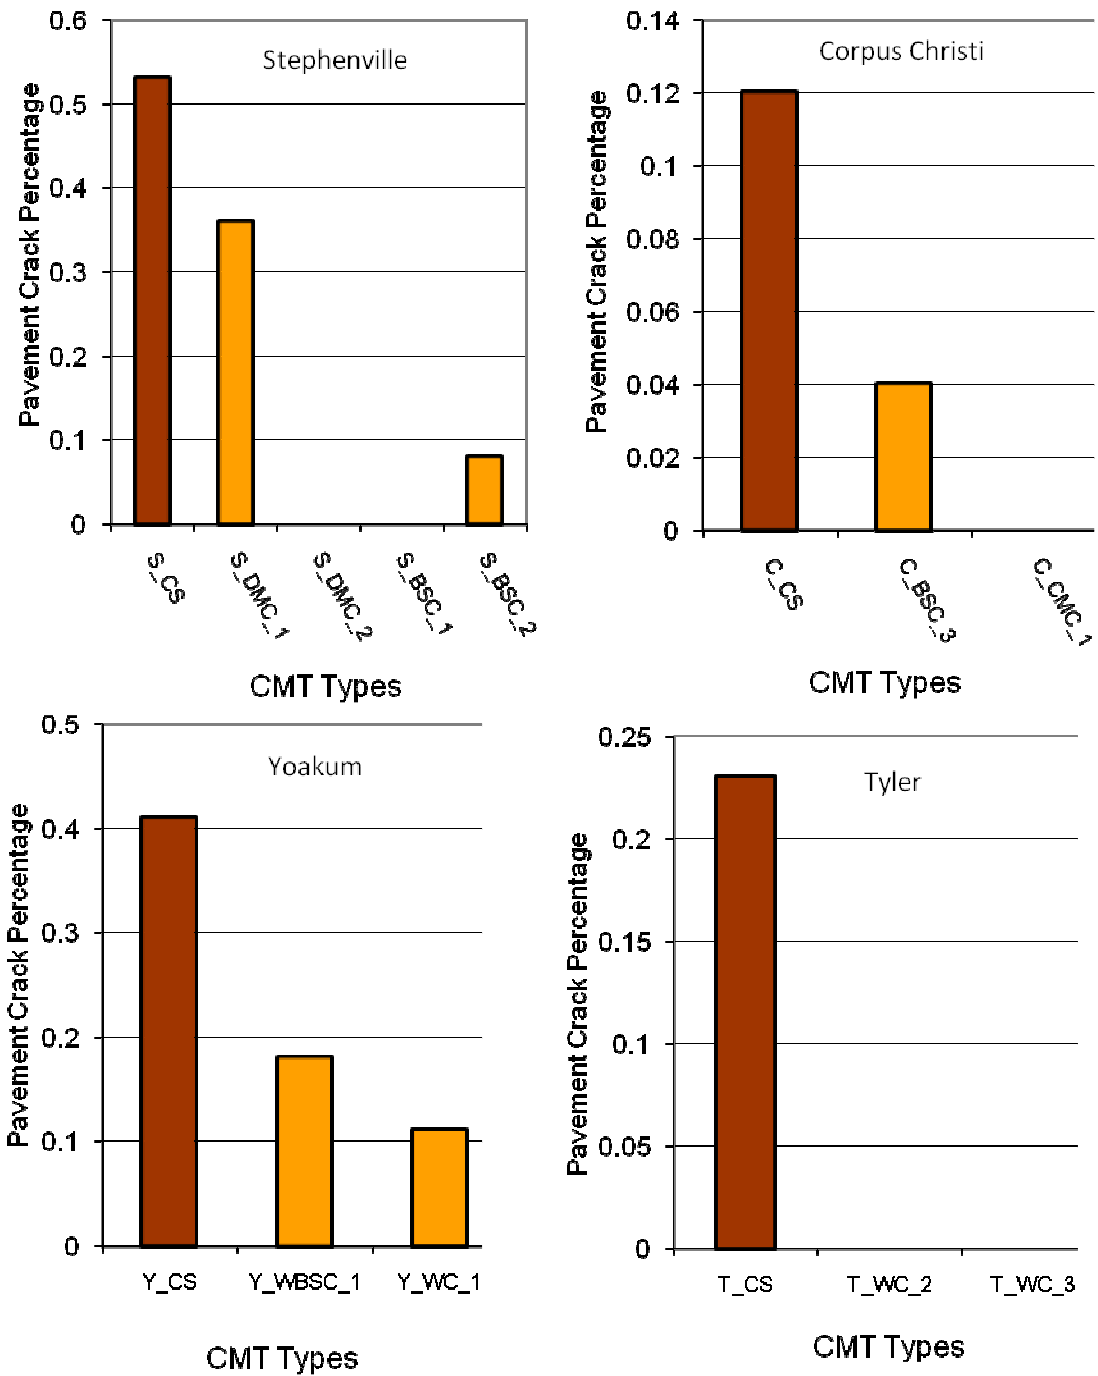 Stephenville
Pavement Crack Percentage
0.6
0.5
0.4
0.3
0.2
0.1
0
S_CS
S_DMC_1
S_DMC_2
S_BSC_1
S_BSC_2
CMT Types
Corpus Christi
Pavement Crack Percentage
0.14
0.12
0.1
0.08
0.06
0.04
0.02
0
C_CS
C_BSC_3
C_CMC_1
CMT Types
Yoakum
Pavement Crack Percentage
0.5
0.4
0.3
0.2
0.1
0
Y_CS
Y_WBSC_1
Y_WC_1
CMT Types
Tyler
Pavement Crack Percentage
0.25
0.2
0.15
0.1
0.05
0
T_CS
T_WC_2
T_WC_3
CMT Types